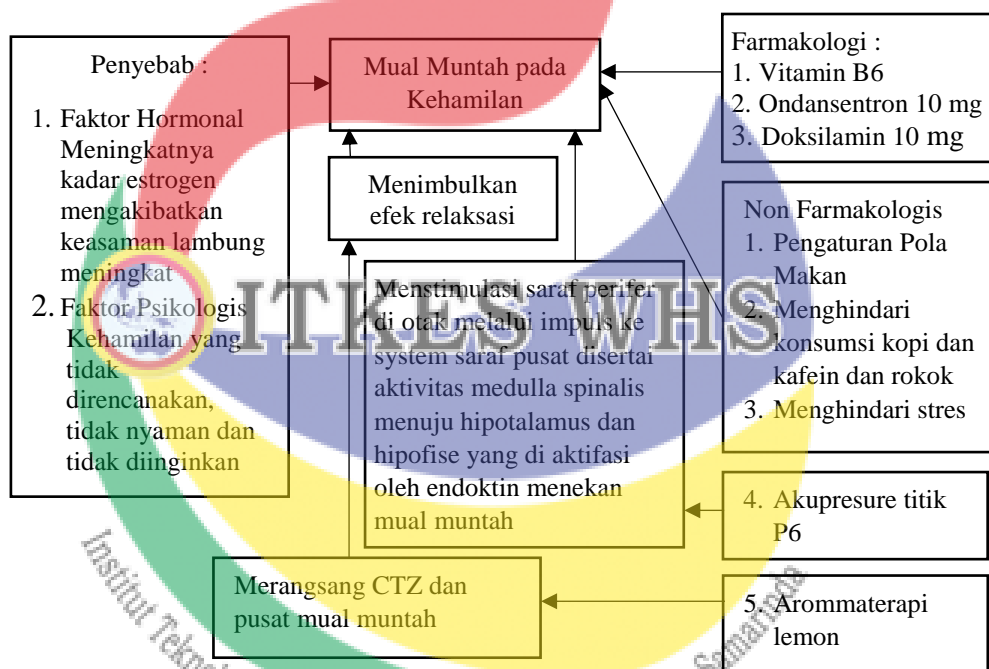 Penyebab :
1. Faktor Hormonal
Meningkatnya
kadar estrogen
mengakibatkan
keasaman lambung
meningkat
2. Faktor Psikologis
Kehamilan yang
tidak
direncanakan,
tidak nyaman dan
tidak diinginkan
Mual Muntah pada
Kehamilan
Menimbulkan
efek relaksasi
Menstimulasi saraf perifer
di otak melalui impuls ke
system saraf pusat disertai
aktivitas medulla spinalis
menuju hipotalamus dan
hipofise yang di aktifasi
oleh endoktin menekan
mual muntah
Merangsang CTZ dan
pusat mual muntah
Farmakologi :
1. Vitamin B6
2. Ondansentron 10 mg
3. Doksilamin 10 mg
Non Farmakologis
1. Pengaturan Pola
Makan
2. Menghindari
konsumsi kopi dan
kafein dan rokok
3. Menghindari stres
4. Akupresure titik
P6
5. Arommaterapi
lemon
ITKES WHS
Institut
Samarinda